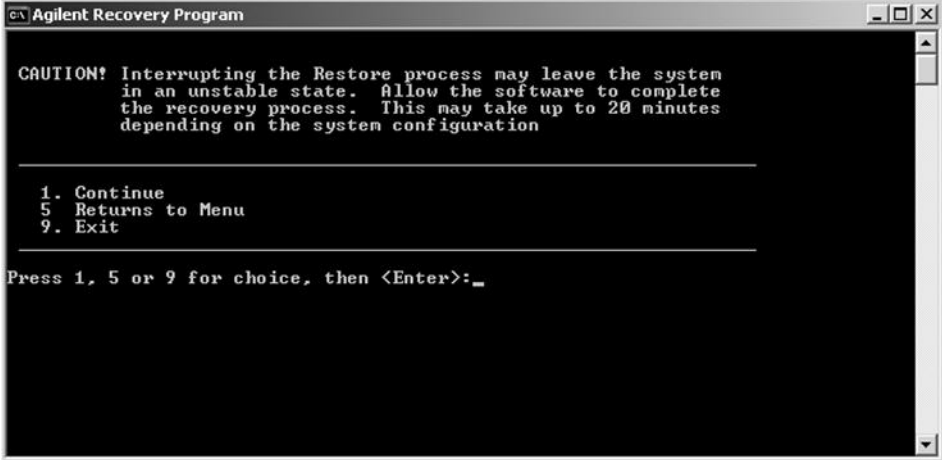 Agilent Recovery Program
CAUTION! Interrupting the Restore process may leave the system
in an unstable state. Allow the software to complete
the recovery process. This may take up to 20 minutes
depending on the system configuration
1. Continue
5 Returns to Menu
9. Exit
Press 1, 5 or 9 for choice, then <Enter>:_